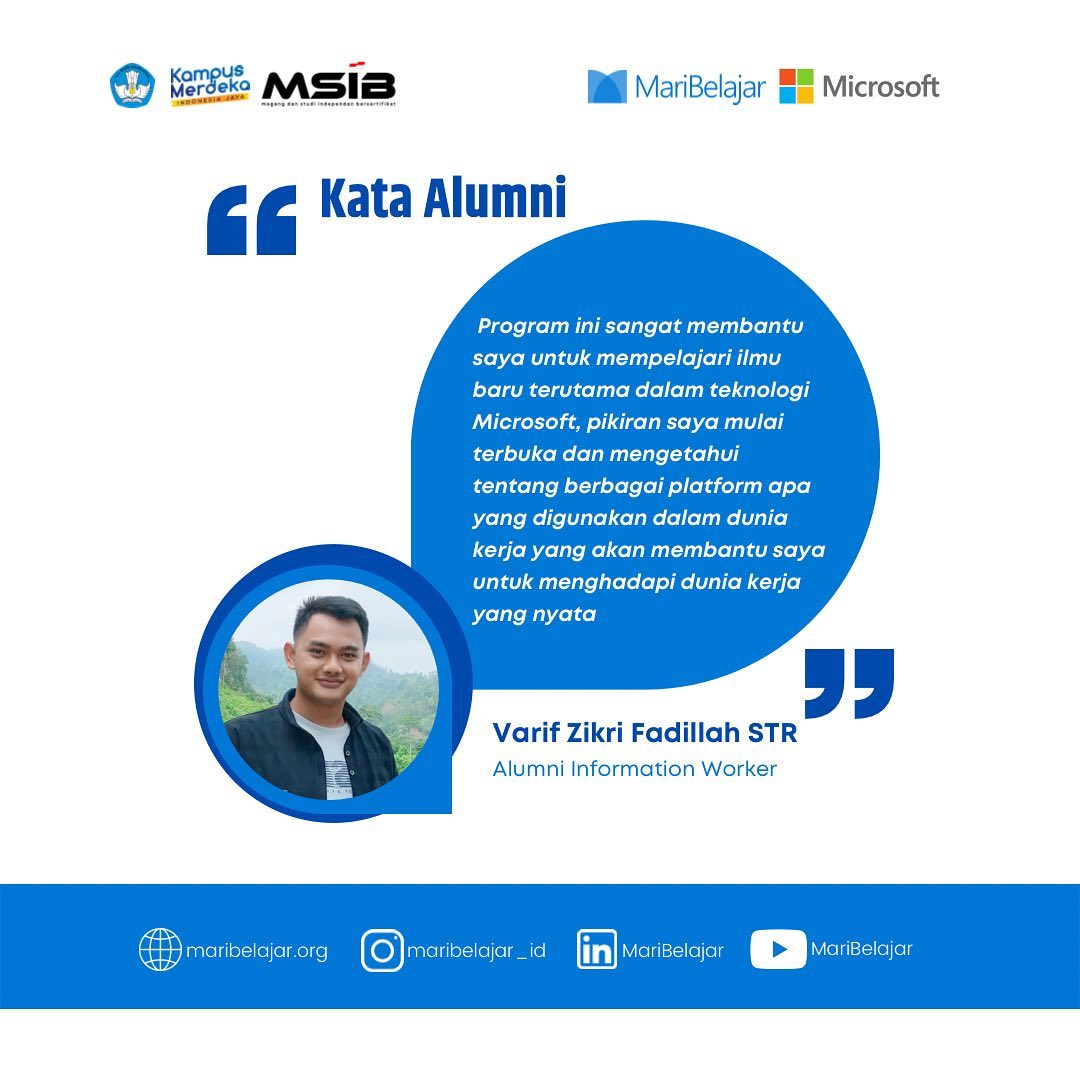 Kampus
Merdeka
INDONESIA JAYA
MSIB
magang dan studi independen bersertifikat
MariBelajar
Microsoft
Kata Alumni
Program ini sangat membantu
saya untuk mempelajari ilmu
baru terutama dalam teknologi
Microsoft, pikiran saya mulai
terbuka dan mengetahui
tentang berbagai platform apa
yang digunakan dalam dunia
kerja yang akan membantu saya
untuk menghadapi dunia kerja
yang nyata
Varif Zikri Fadillah STR
Alumni Information Worker
maribelajar.org
maribelajar_id
MariBelajar
MariBelajar